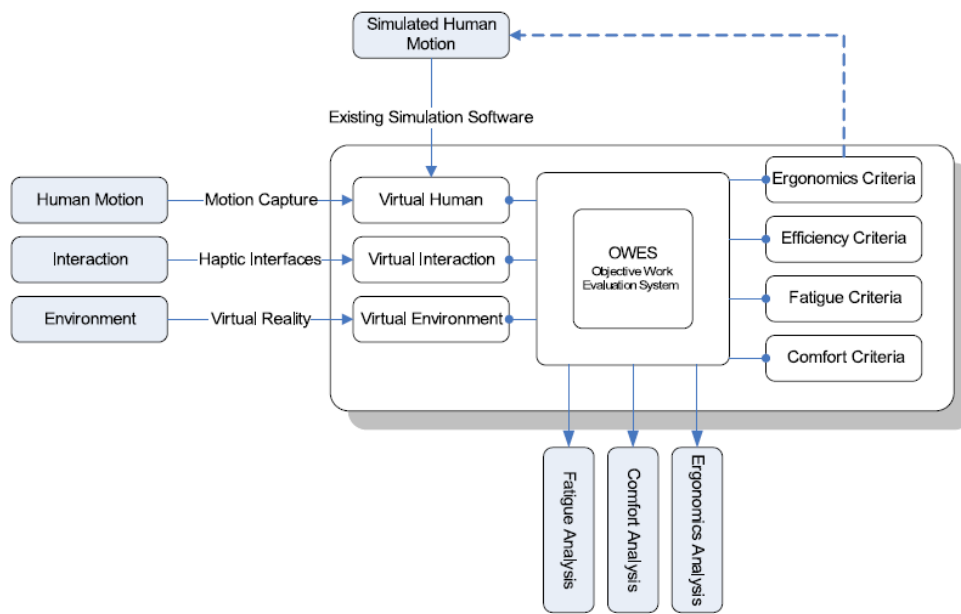 Simulated Human
Motion
Existing Simulation Software
Human Motion
Motion Capture
Virtual Human
Ergonomics Criteria
Interaction
Haptic Interfaces
Virtual Interaction
OWES
Objective Work
Evaluation System
Efficiency Criteria
Environment
Virtual Reality
Virtual Environment
Fatigue Criteria
Comfort Criteria
Fatigue Analysis
Comfort Analysis
Ergonomics Analysis